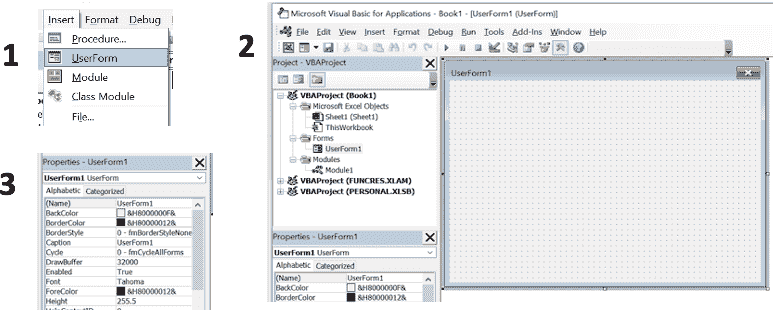 1
Insert Format Debug
Procedure...
UserForm
Module
Class Module
File...
2
Microsoft Visual Basic for Applications - Book1 - [UserForm1 (UserForm)]
File Edit View Insert Format Debug Run Tools Add-Ins Window Help
Project - VBAProject
VBAProject (Book1)
Microsoft Excel Objects
Sheet1 (Sheet1)
ThisWorkbook
Forms
UserForm1
Modules
Module1
VBAProject (FUNCRES.XLAM)
VBAProject (PERSONAL.XLSB)
Properties - UserForm1
UserForm1 UserForm
Alphabetic Categorized
(Name) UserForm1
BackColor &H8000000F&
BorderColor &H80000012&
UserForm1
3
Properties - UserForm1
UserForm1 UserForm
Alphabetic Categorized
(Name) UserForm1
BackColor &H8000000F&
BorderColor &H80000012&
BorderStyle 0 - fmBorderStyleNone
Caption UserForm1
Cycle 0 - fmCycleAllForms
DrawBuffer 32000
Enabled True
Font Tahoma
ForeColor &H80000012&
Height 255.5